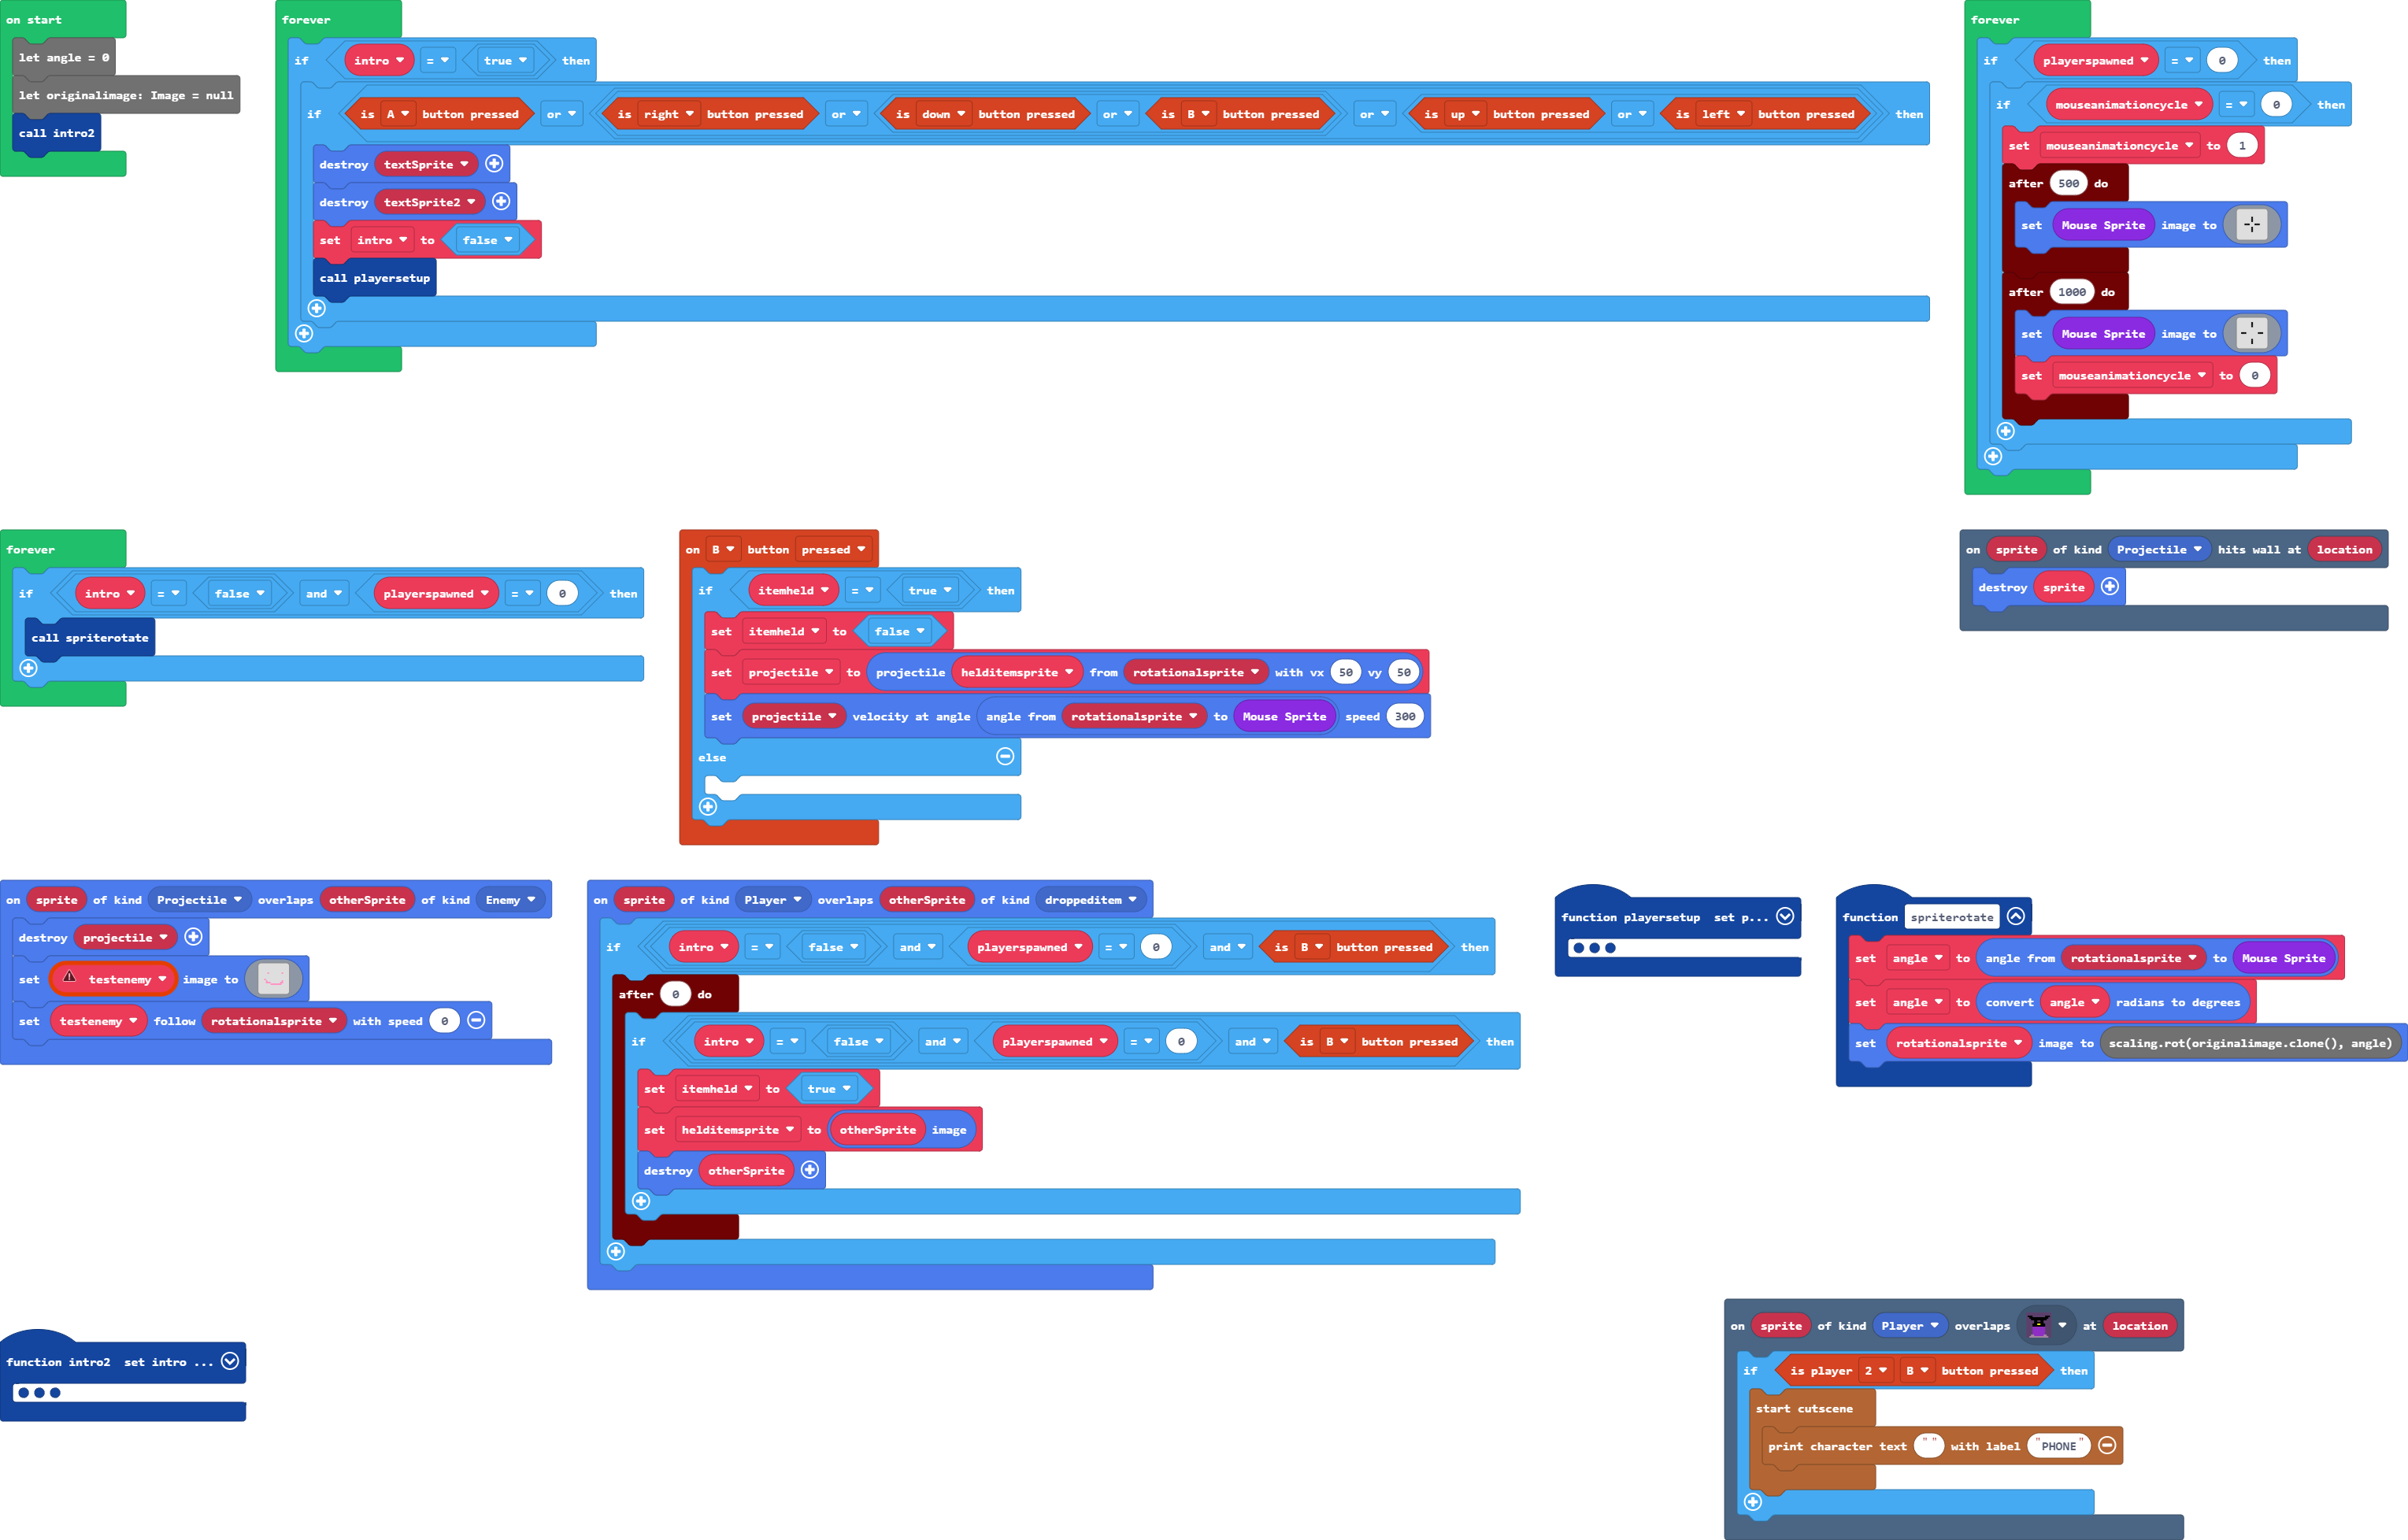 on start
let angle = 0
let originalimage: Image = null
call intro2
forever
if intro = true then
if is A button pressed or is right button pressed or is down button pressed or is B button pressed or is up button pressed or is left button pressed then
destroy textSprite
destroy textSprite2
set intro to false
call playersetup
forever
if playerspawned = 0 then
if mouseanimationcycle = 0 then
set mouseanimationcycle to 1
after 500 do
set Mouse Sprite image to
after 1000 do
set Mouse Sprite image to
set mouseanimationcycle to 0
forever
if intro = false and playerspawned = 0 then
call spriterotate
on B button pressed
if itemheld = true then
set itemheld to false
set projectile to projectile helditemsprite from rotationalsprite with vx 50 vy 50
set projectile velocity at angle angle from rotationalsprite to Mouse Sprite speed 300
else
on sprite of kind Projectile hits wall at location
destroy sprite
on sprite of kind Projectile overlaps otherSprite of kind Enemy
destroy projectile
set testenemy image to
set testenemy follow rotationalsprite with speed 0
on sprite of kind Player overlaps otherSprite of kind droppeditem
if intro = false and playerspawned = 0 and is B button pressed then
after 0 do
if intro = false and playerspawned = 0 and is B button pressed then
set itemheld to true
set helditemsprite to otherSprite image
destroy otherSprite
function playersetup set p...
function spriterotate
set angle to angle from rotationalsprite to Mouse Sprite
set angle to convert angle radians to degrees
set rotationalsprite image to scaling.rot(originalimage.clone(), angle)
function intro2 set intro ...
on sprite of kind Player overlaps at location
if is player 2 B button pressed then
start cutscene
print character text " " with label "PHONE"